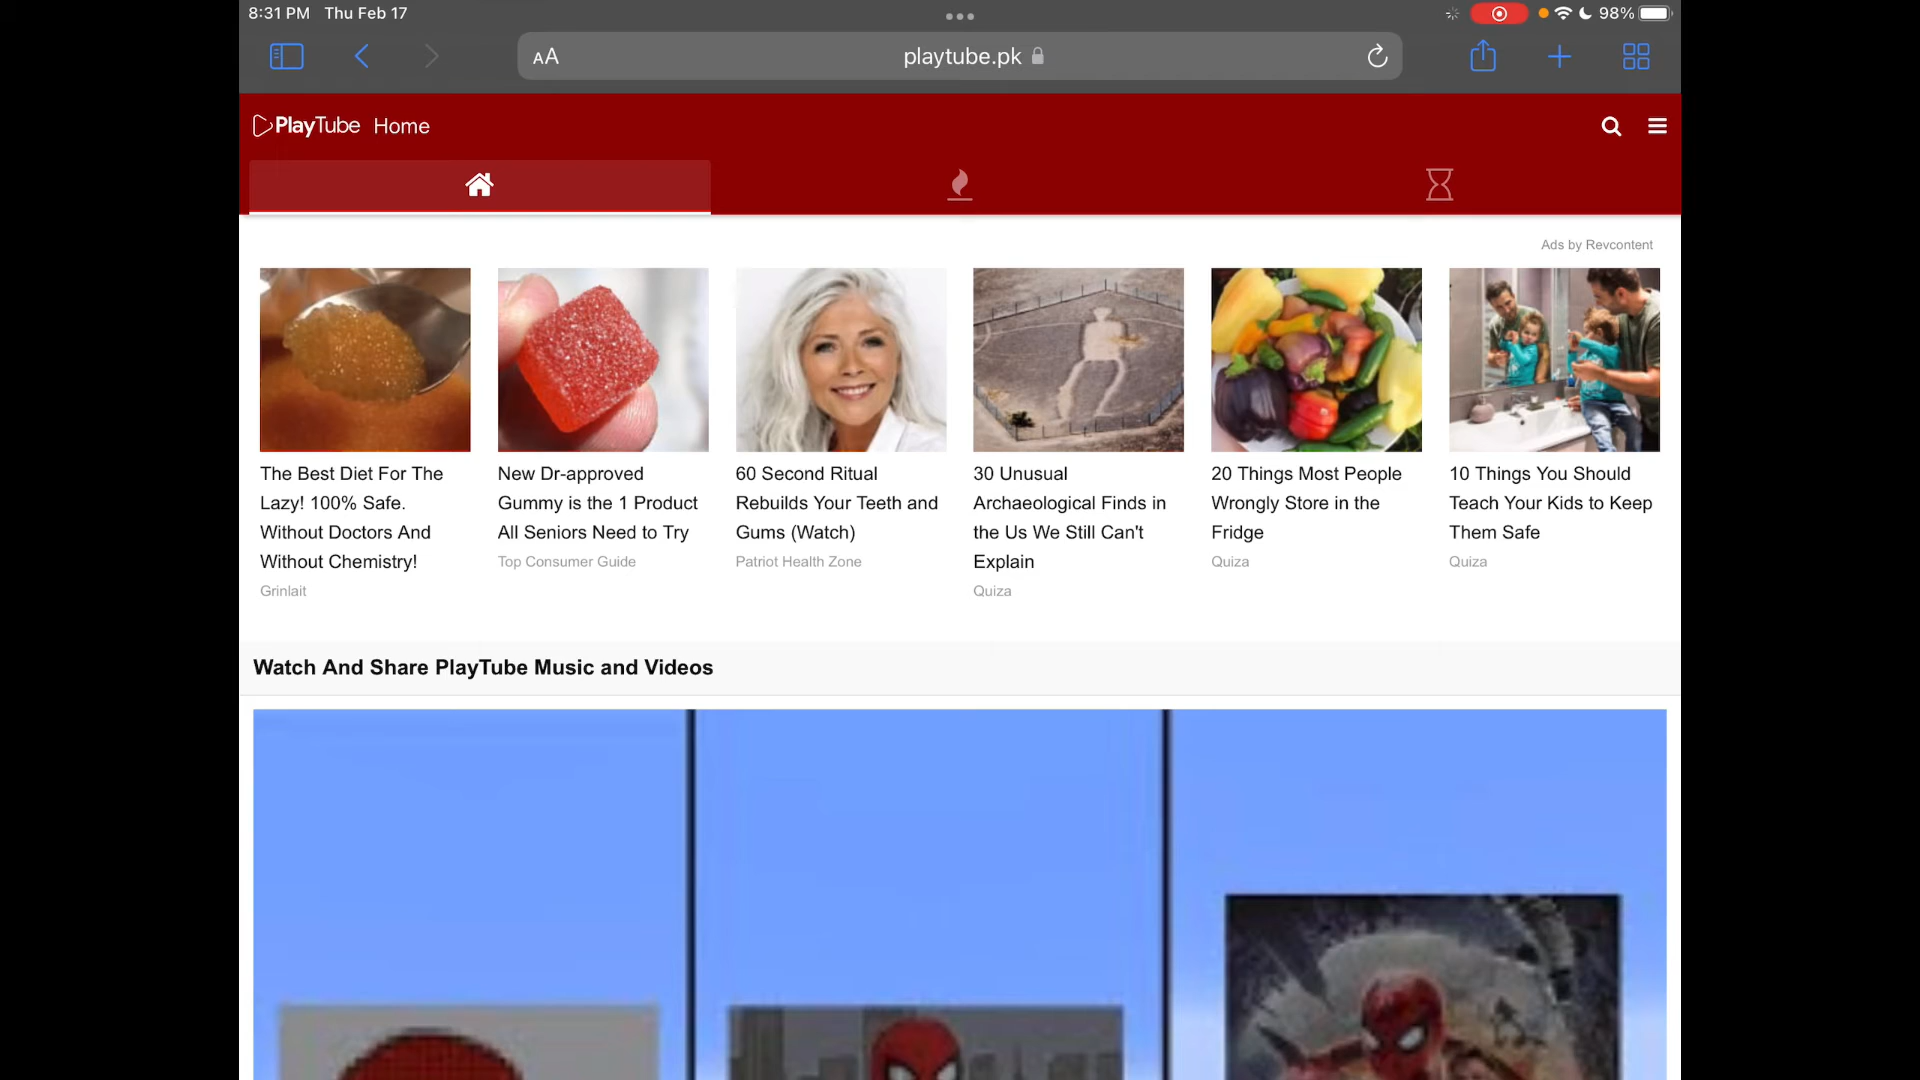 8:31 PM Thu Feb 17
98%
AA
playtube.pk
PlayTube Home
Ads by Revcontent
The Best Diet For The
Lazy! 100% Safe.
Without Doctors And
Without Chemistry!
Grinlait
New Dr-approved
Gummy is the 1 Product
All Seniors Need to Try
Top Consumer Guide
60 Second Ritual
Rebuilds Your Teeth and
Gums (Watch)
Patriot Health Zone
30 Unusual
Archaeological Finds in
the Us We Still Can't
Explain
Quiza
20 Things Most People
Wrongly Store in the
Fridge
Quiza
10 Things You Should
Teach Your Kids to Keep
Them Safe
Quiza
Watch And Share PlayTube Music and Videos